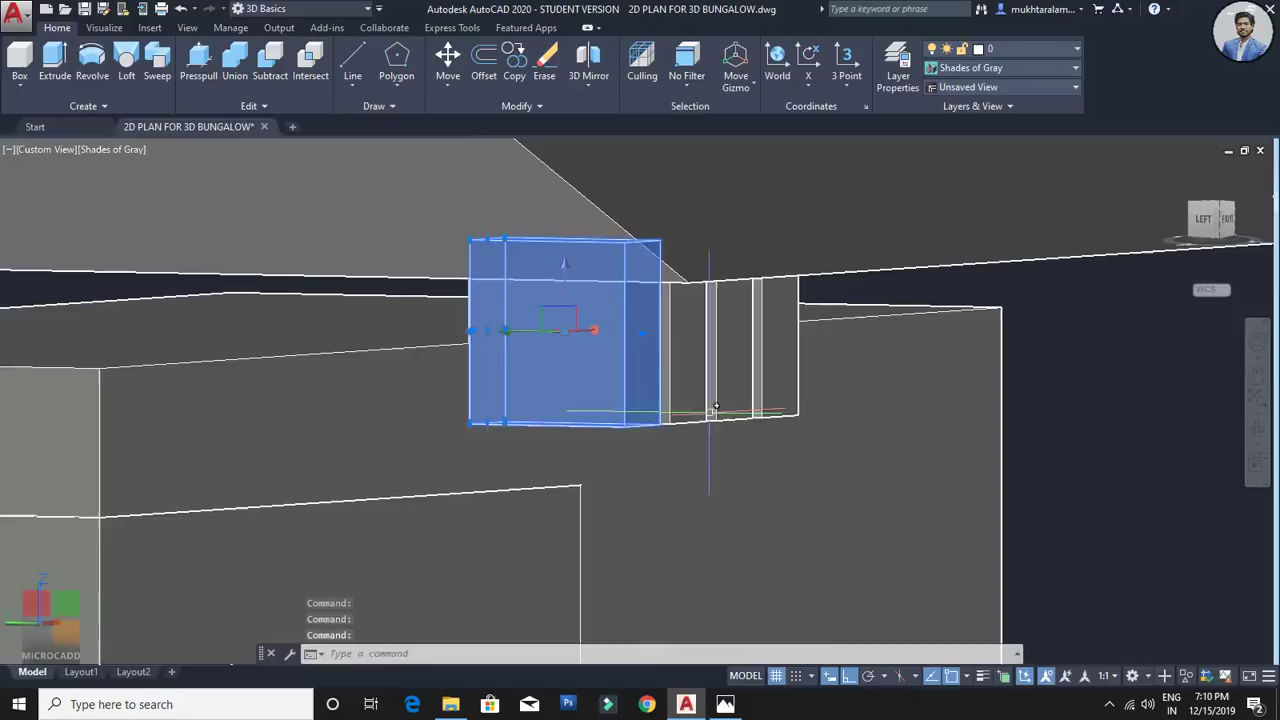 3D Basics
Autodesk AutoCAD 2020 - STUDENT VERSION 2D PLAN FOR 3D BUNGALOW.dwg
Type a keyword or phrase
mukhtaralam...
Home Visualize Insert View Manage Output Add-ins Collaborate Express Tools Featured Apps
Box Extrude Revolve Loft Sweep Presspull Union Subtract Intersect Line Polygon Move Offset Copy Erase 3D Mirror Culling No Filter Move Gizmo World X 3 Point Layer Properties
0
Shades of Gray
Unsaved View
Create Edit Draw Modify Selection Coordinates Layers & View
Start 2D PLAN FOR 3D BUNGALOW*
[−][Custom View][Shades of Gray]
LEFT
WCS
Z
MICROCADD
Command:
Command:
Command:
Type a command
Model Layout1 Layout2
MODEL 1:1
Type here to search
ENG
IN
7:10 PM
12/15/2019
2